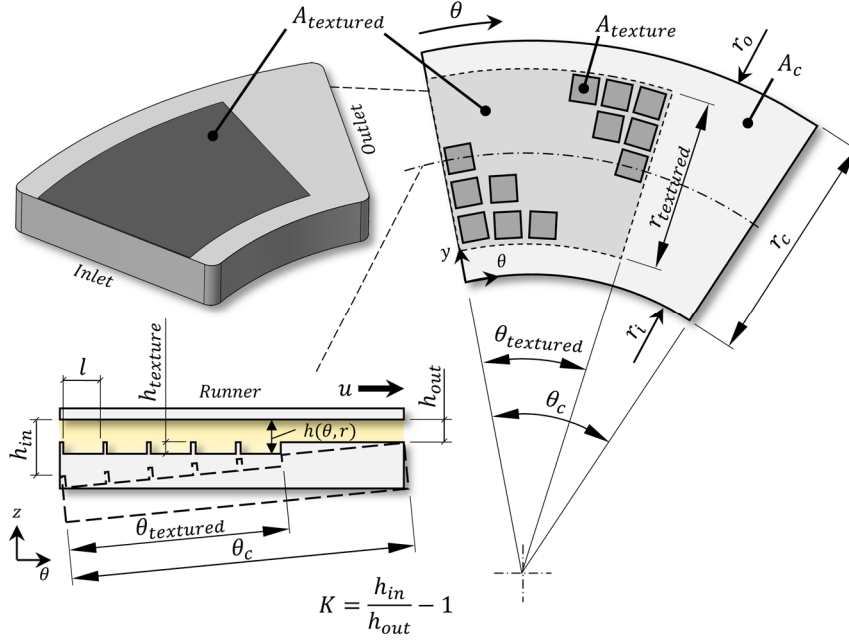 A_textured
θ
A_texture
r_o
A_c
Outlet
r_textured
r_c
Inlet
y
θ
r_i
θ_textured
θ_c
l
h_texture
Runner
u
h_out
h_in
h(θ,r)
z
θ
θ_textured
θ_c
K = h_in/h_out − 1